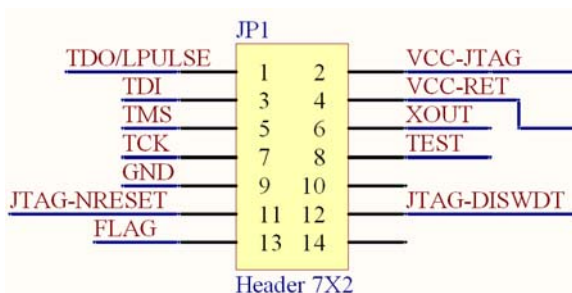 JP1
TDO/LPULSE 1 2 VCC-JTAG
TDI 3 4 VCC-RET
TMS 5 6 XOUT
TCK 7 8 TEST
GND 9 10
JTAG-NRESET 11 12 JTAG-DISWDT
FLAG 13 14
Header 7X2